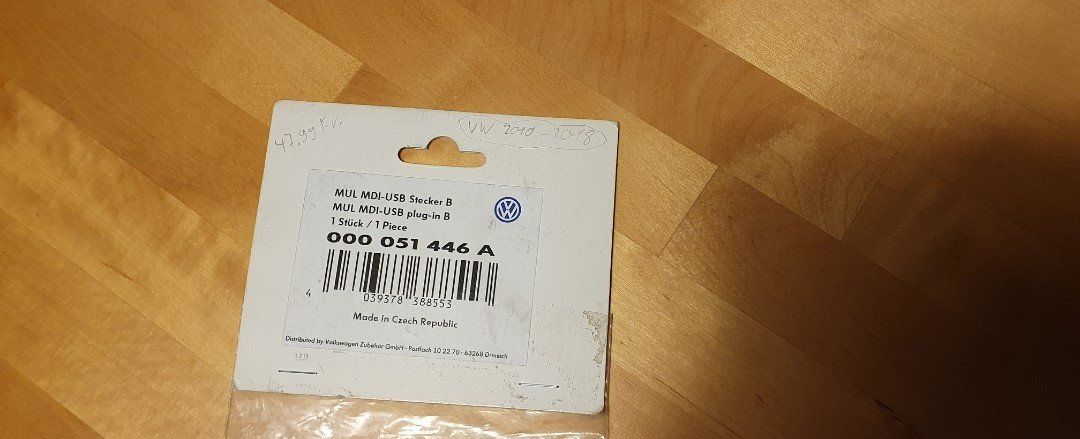 47.99 Ev.
VW 2010-2018
MUL MDI-USB Stecker B
MUL MDI-USB plug-in B
1 Stück / 1 Piece
000 051 446 A
4 039378 388553
Made in Czech Republic
Distributed by Volkswagen Zubehör GmbH · Postfach 10 22 70 · 63268 Dreieich